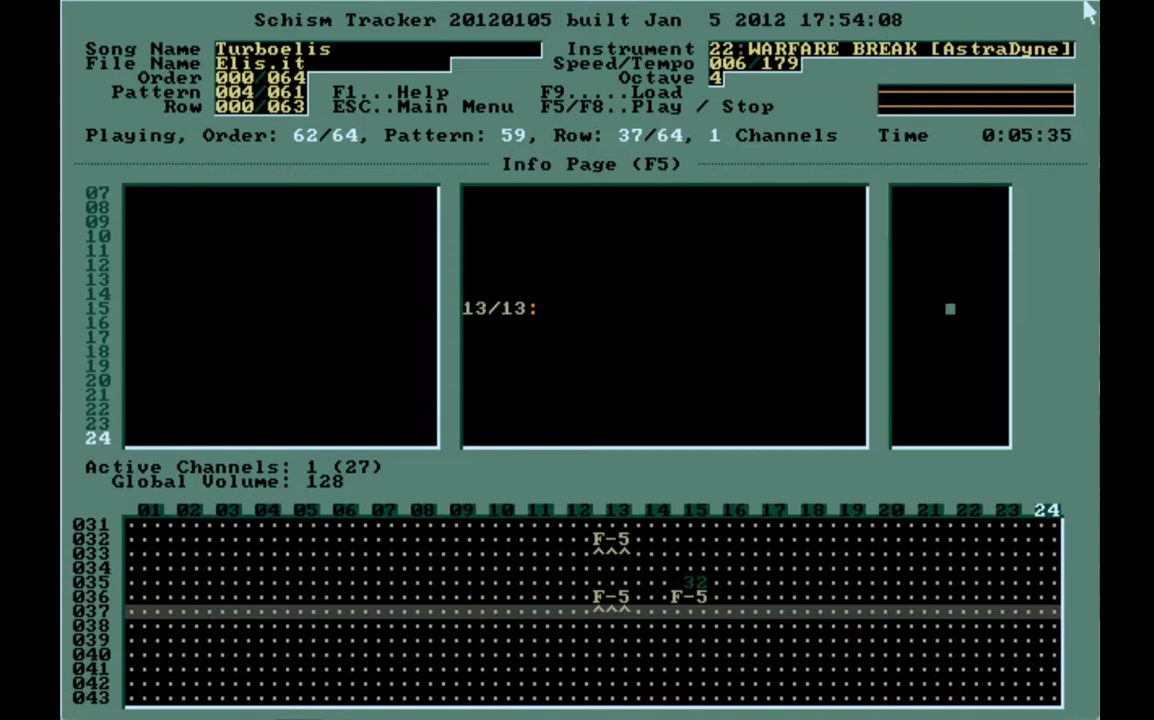 Schism Tracker 20120105 built Jan  5 2012 17:54:08
Song Name Turboelis Instrument 22:WARFARE BREAK [AstraDyne]
File Name Elis.it Speed/Tempo 006/179
Order 000/064 Octave 4
Pattern 004/061 F1...Help F9.....Load
Row 000/063 ESC..Main Menu F5/F8..Play / Stop
Playing, Order: 62/64, Pattern: 59, Row: 37/64, 1 Channels Time 0:05:35
Info Page (F5)
07
08
09
10
11
12
13
14
15 13/13:
16
17
18
19
20
21
22
23
24
Active Channels: 1 (27)
Global Volume: 128
01 02 03 04 05 06 07 08 09 10 11 12 13 14 15 16 17 18 19 20 21 22 23 24
031
032 F-5
033 ^^^
034
035 32
036 F-5 F-5
037 ^^^
038
039
040
041
042
043